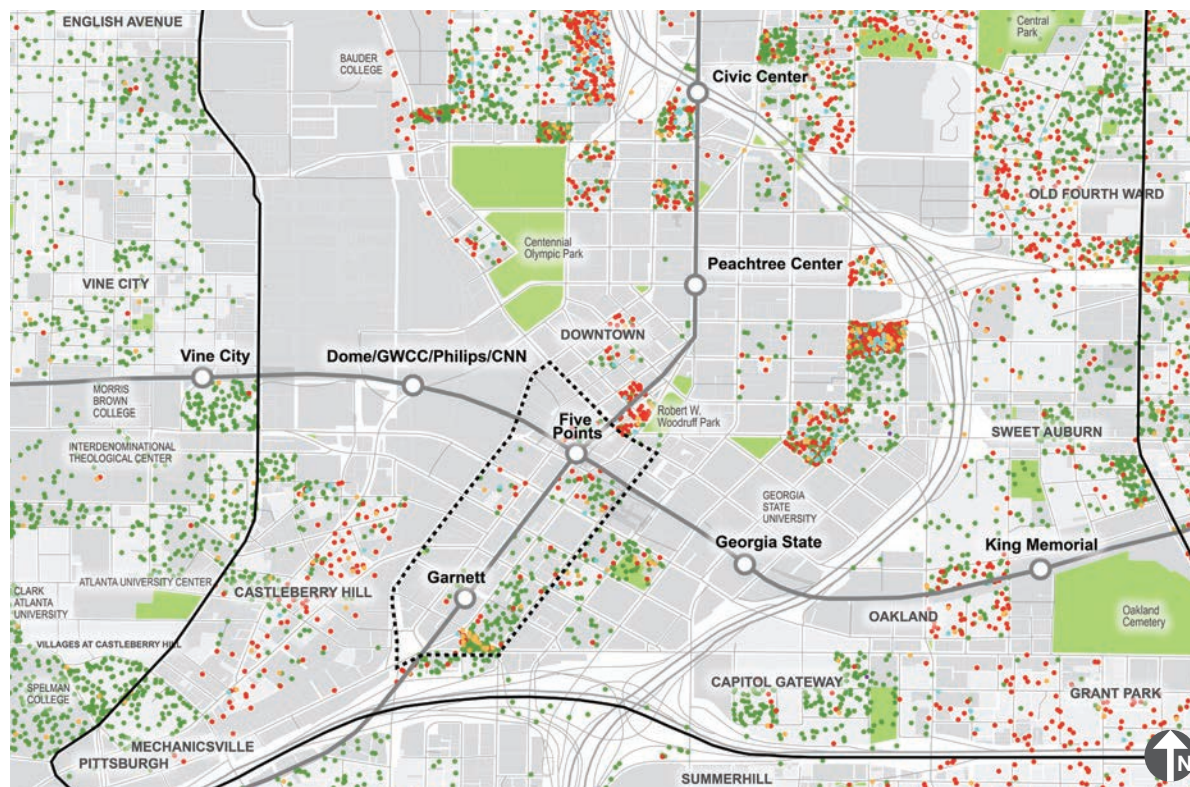 ENGLISH AVENUE
Central
Park
BAUDER
COLLEGE
Civic Center
OLD FOURTH WARD
Centennial
Olympic Park
Peachtree Center
VINE CITY
DOWNTOWN
Vine City
Dome/GWCC/Philips/CNN
MORRIS
BROWN
COLLEGE
Five
Points
Robert W.
Woodruff Park
SWEET AUBURN
INTERDENOMINATIONAL
THEOLOGICAL CENTER
GEORGIA
STATE
UNIVERSITY
Georgia State
King Memorial
ATLANTA UNIVERSITY CENTER
Garnett
CLARK
ATLANTA
UNIVERSITY
CASTLEBERRY HILL
OAKLAND
Oakland
Cemetery
VILLAGES AT CASTLEBERRY HILL
SPELMAN
COLLEGE
CAPITOL GATEWAY
GRANT PARK
MECHANICSVILLE
PITTSBURGH
SUMMERHILL
N